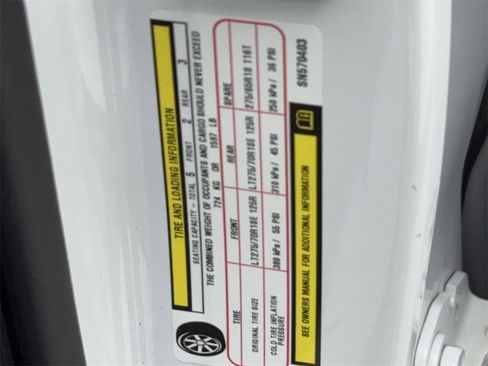 TIRE AND LOADING INFORMATION
SEATING CAPACITY - TOTAL 5 FRONT 2 REAR 3
THE COMBINED WEIGHT OF OCCUPANTS AND CARGO SHOULD NEVER EXCEED
724 KG OR 1597 LB
TIRE FRONT REAR SPARE
ORIGINAL TIRE SIZE LT275/70R18E 125R LT275/70R18E 125R 275/65R18 116T
COLD TIRE INFLATION PRESSURE 380 kPa / 55 PSI 310 kPa / 45 PSI 250 kPa / 36 PSI
SEE OWNERS MANUAL FOR ADDITIONAL INFORMATION
SN570403